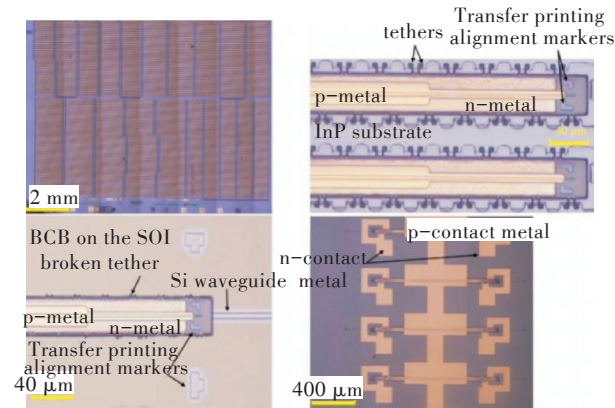 2 mm
tethers
Transfer printing
alignment markers
p-metal
n-metal
InP substrate
40 μm
BCB on the SOI
broken tether
Si waveguide
p-metal
n-metal
Transfer printing
alignment markers
40 μm
p-contact metal
n-contact
metal
400 μm